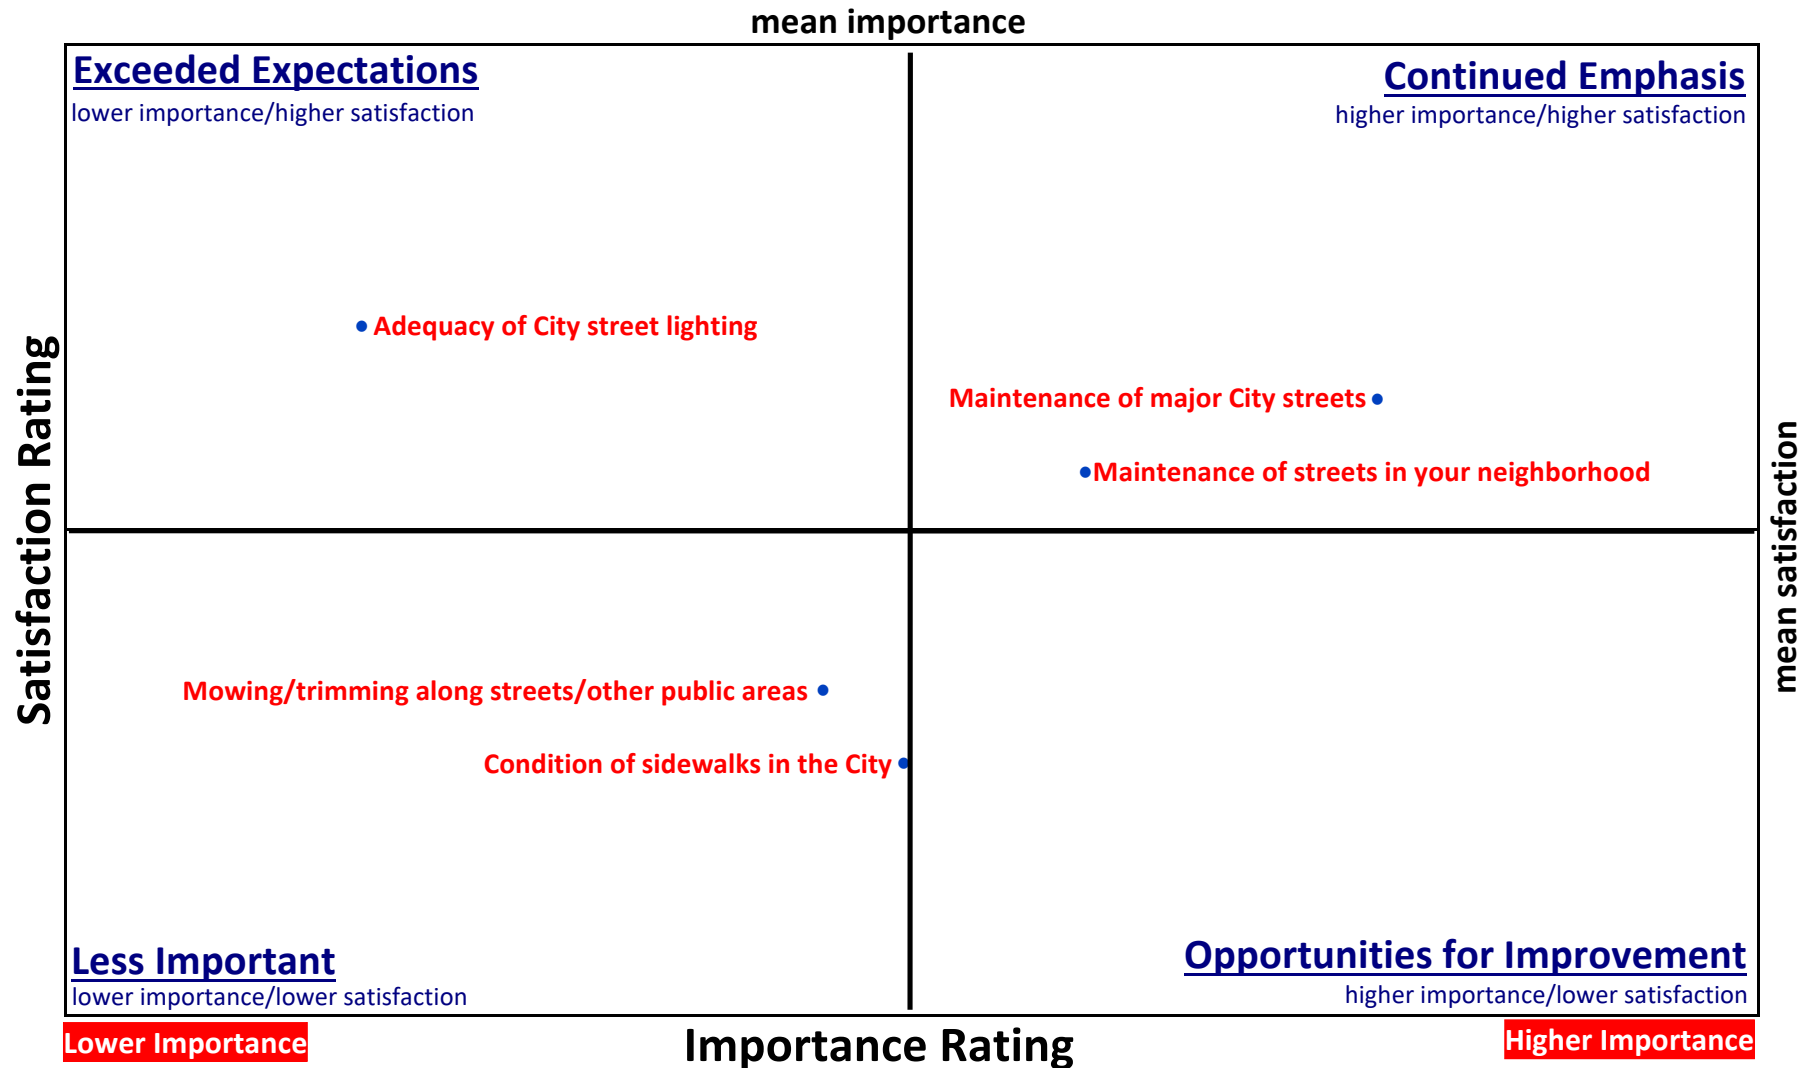 mean importance
Exceeded Expectations
lower importance/higher satisfaction
Continued Emphasis
higher importance/higher satisfaction
Adequacy of City street lighting
Maintenance of major City streets
Maintenance of streets in your neighborhood
Satisfaction Rating
mean satisfaction
Mowing/trimming along streets/other public areas
Condition of sidewalks in the City
Less Important
lower importance/lower satisfaction
Opportunities for Improvement
higher importance/lower satisfaction
Lower Importance
Importance Rating
Higher Importance